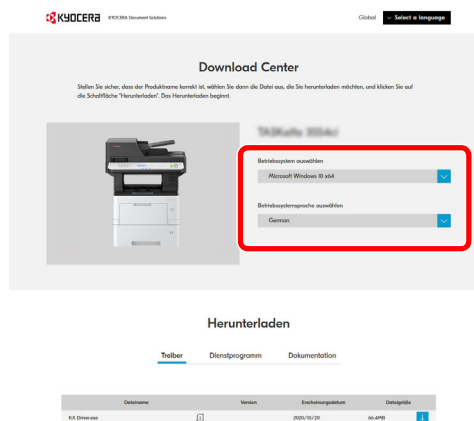 KYOCERA KYOCERA Document Solutions
Global Select a language
Download Center
Stellen Sie sicher, dass der Produktname korrekt ist, wählen Sie dann die Datei aus, die Sie herunterladen möchten, und klicken Sie auf
die Schaltfläche "Herunterladen". Das Herunterladen beginnt.
Betriebssystem auswählen
Microsoft Windows 10 x64
Betriebssystemsprache auswählen
German
Herunterladen
Treiber Dienstprogramm Dokumentation
Dateiname Version Erscheinungsdatum Dateigröße
KX Driver.exe 2020/10/20 66.4MB